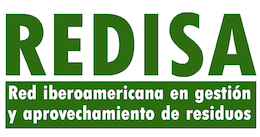 REDISA
Red iberoamericana en gestión
y aprovechamiento de residuos